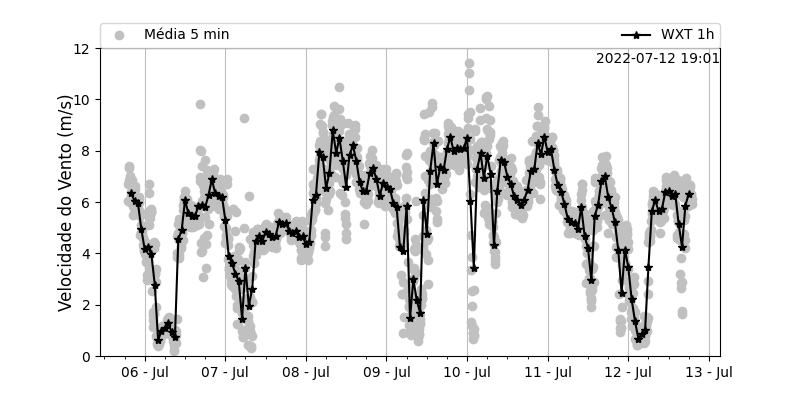 Média 5 min
WXT 1h
2022-07-12 19:01
Velocidade do Vento (m/s)
12
10
8
6
4
2
0
06 - Jul 07 - Jul 08 - Jul 09 - Jul 10 - Jul 11 - Jul 12 - Jul 13 - Jul